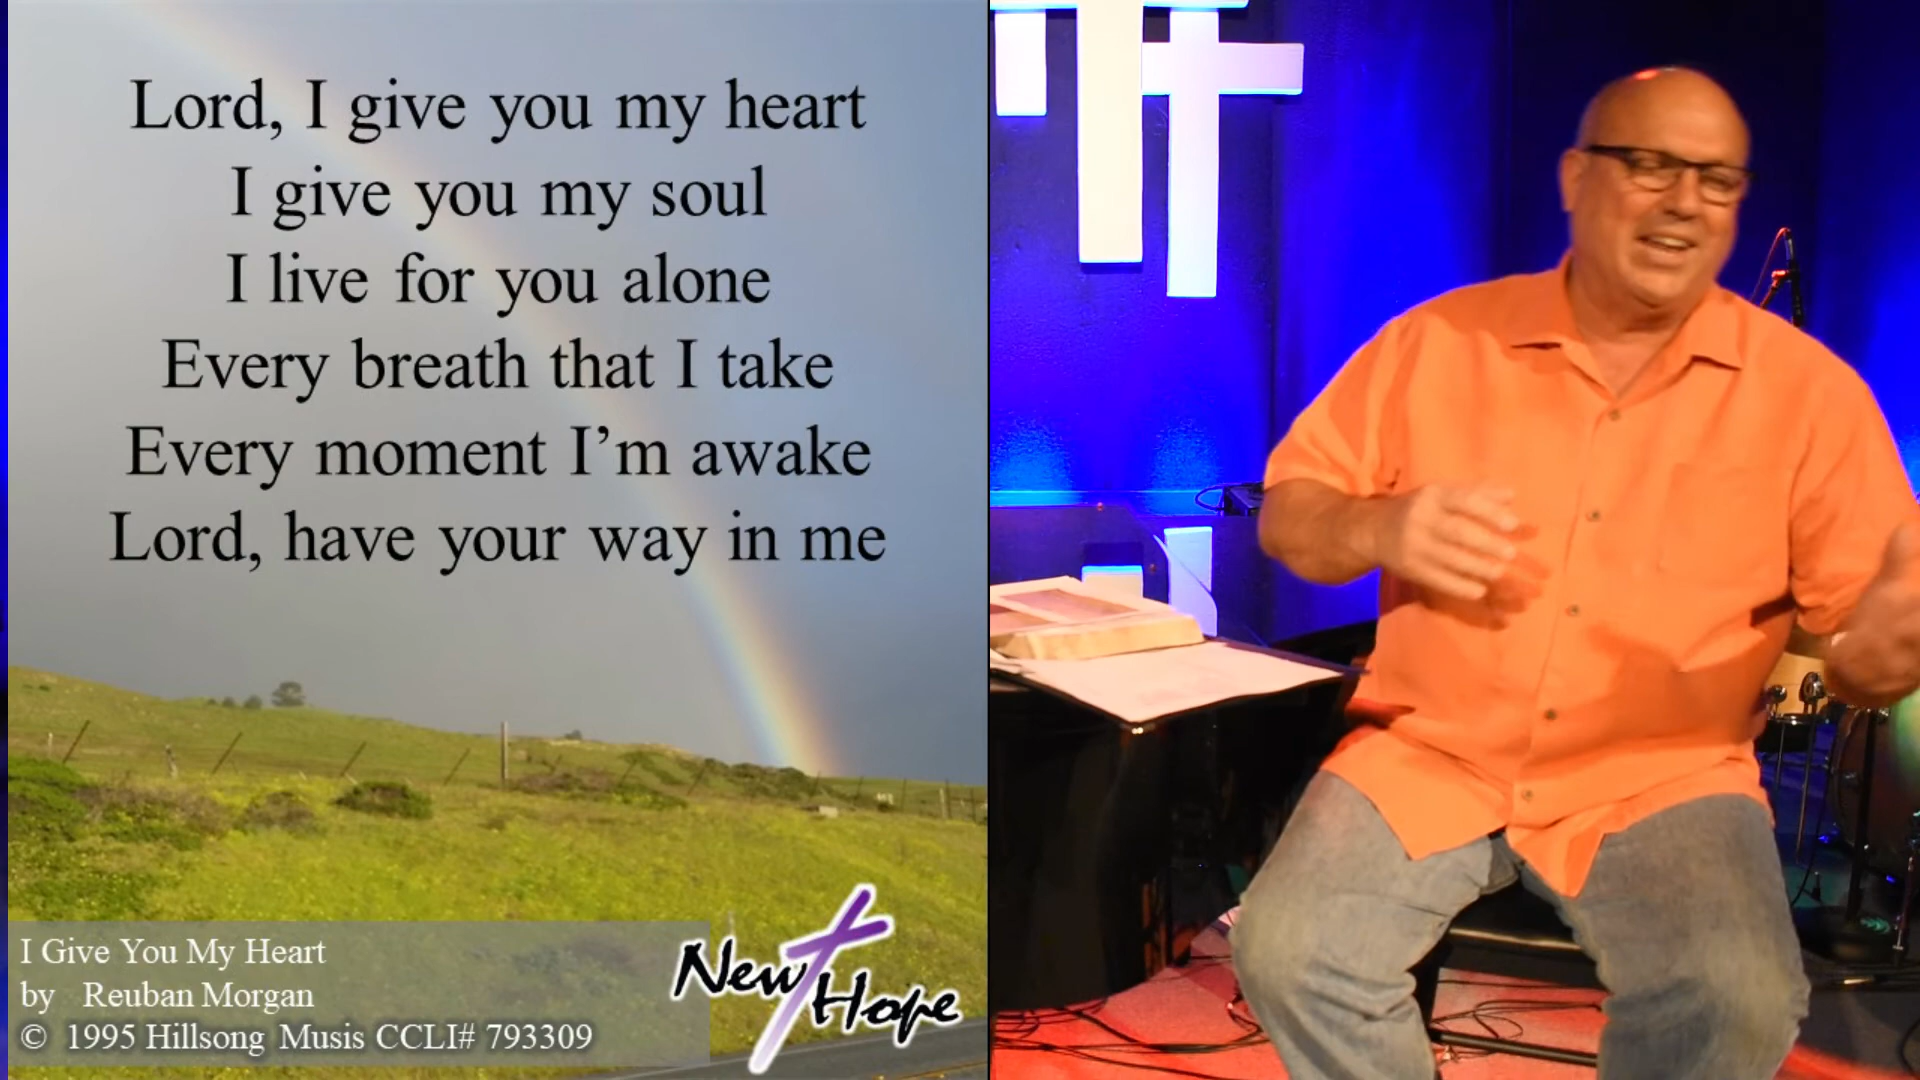 Lord, I give you my heart
I give you my soul
I live for you alone
Every breath that I take
Every moment I’m awake
Lord, have your way in me
I Give You My Heart
by Reuban Morgan
© 1995 Hillsong Musis CCLI# 793309
New Hope